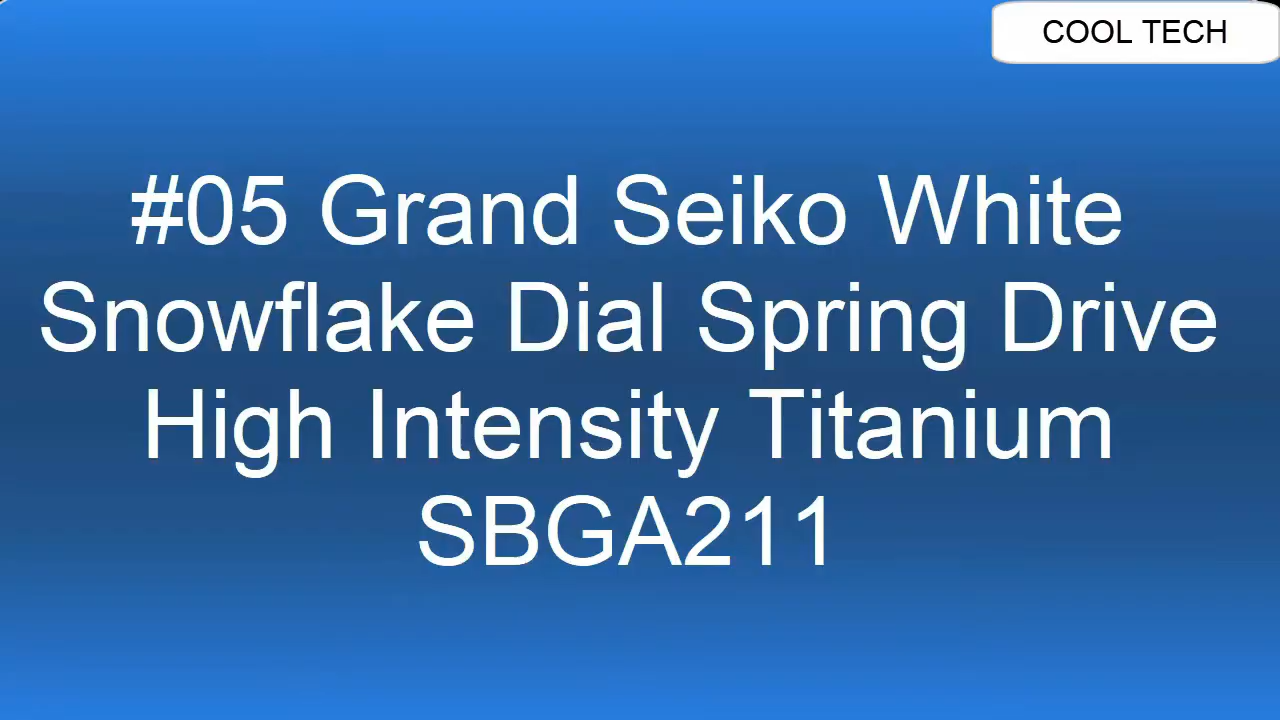 COOL TECH
#05 Grand Seiko White
Snowflake Dial Spring Drive
High Intensity Titanium
SBGA211